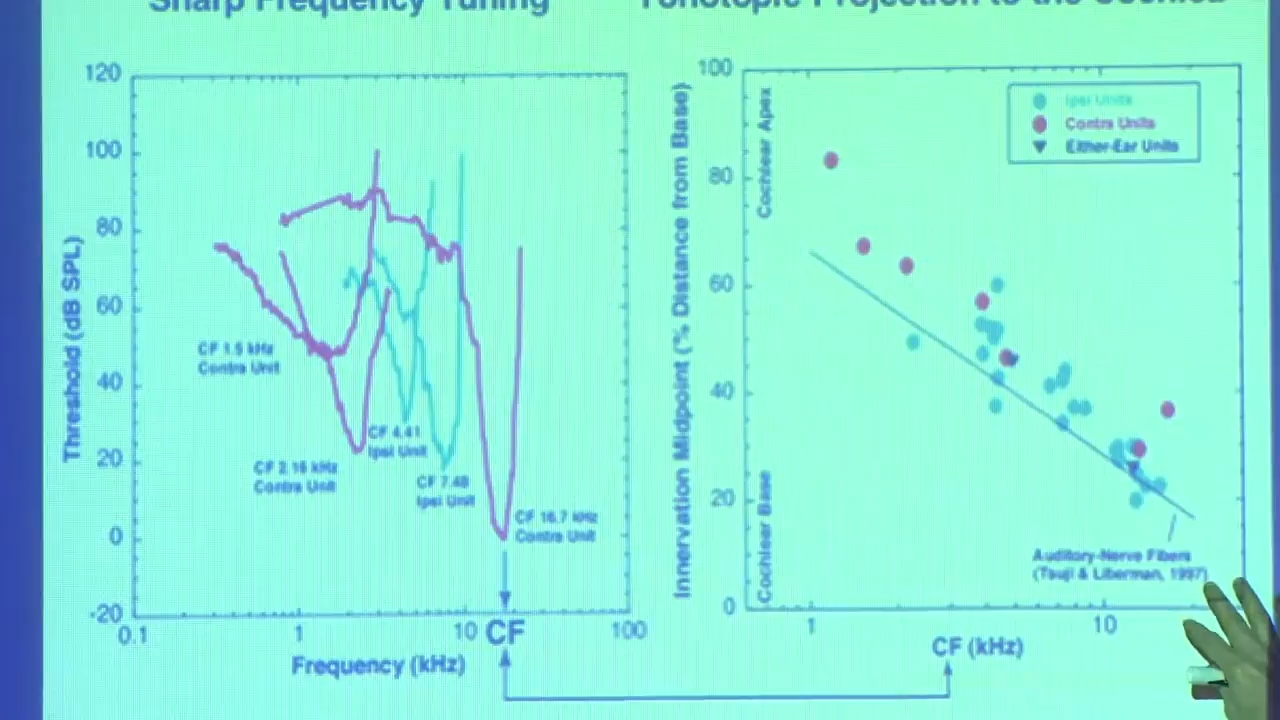 Sharp Frequency Tuning
Tonotopic Projection to the Cochlea
120
100
80
60
40
20
0
-20
0.1
1
10
CF
100
Threshold (dB SPL)
Frequency (kHz)
CF 1.5 kHz
Contra Unit
CF 2.16 kHz
Contra Unit
CF 4.41
Ipsi Unit
CF 7.48
Ipsi Unit
CF 16.7 kHz
Contra Unit
100
80
60
40
20
0
1
10
CF (kHz)
Innervation Midpoint (% Distance from Base)
Cochlear Apex
Cochlear Base
Ipsi Units
Contra Units
Either-Ear Units
Auditory-Nerve Fibers
(Tsuji & Liberman, 1997)